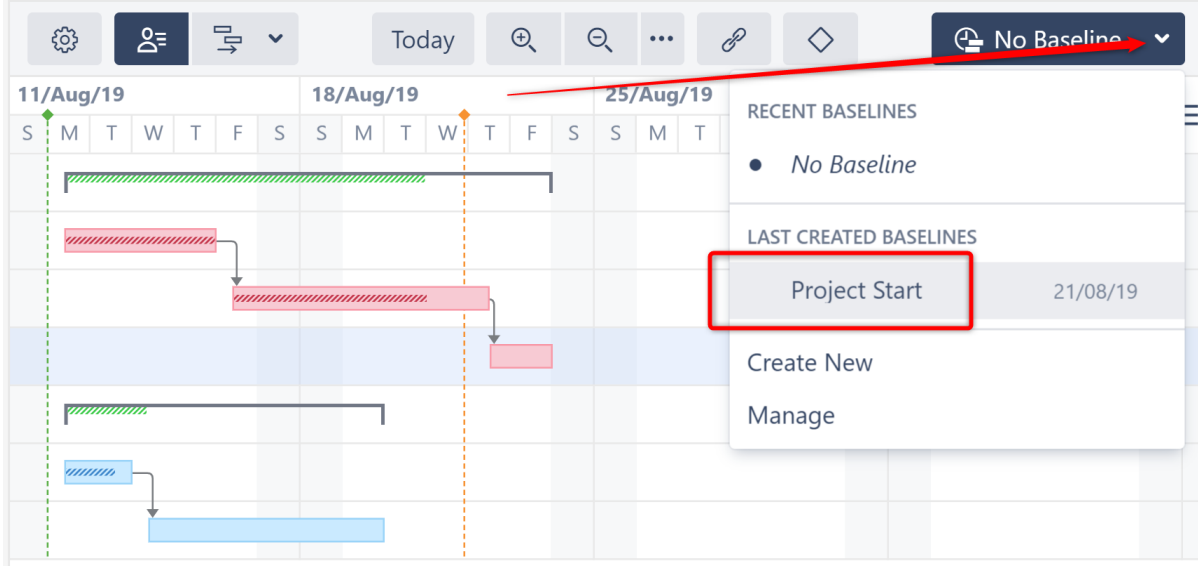 Today
No Baseline
11/Aug/19 18/Aug/19 25/Aug/19
S M T W T F S S M T W T F S S M T
RECENT BASELINES
No Baseline
LAST CREATED BASELINES
Project Start 21/08/19
Create New
Manage